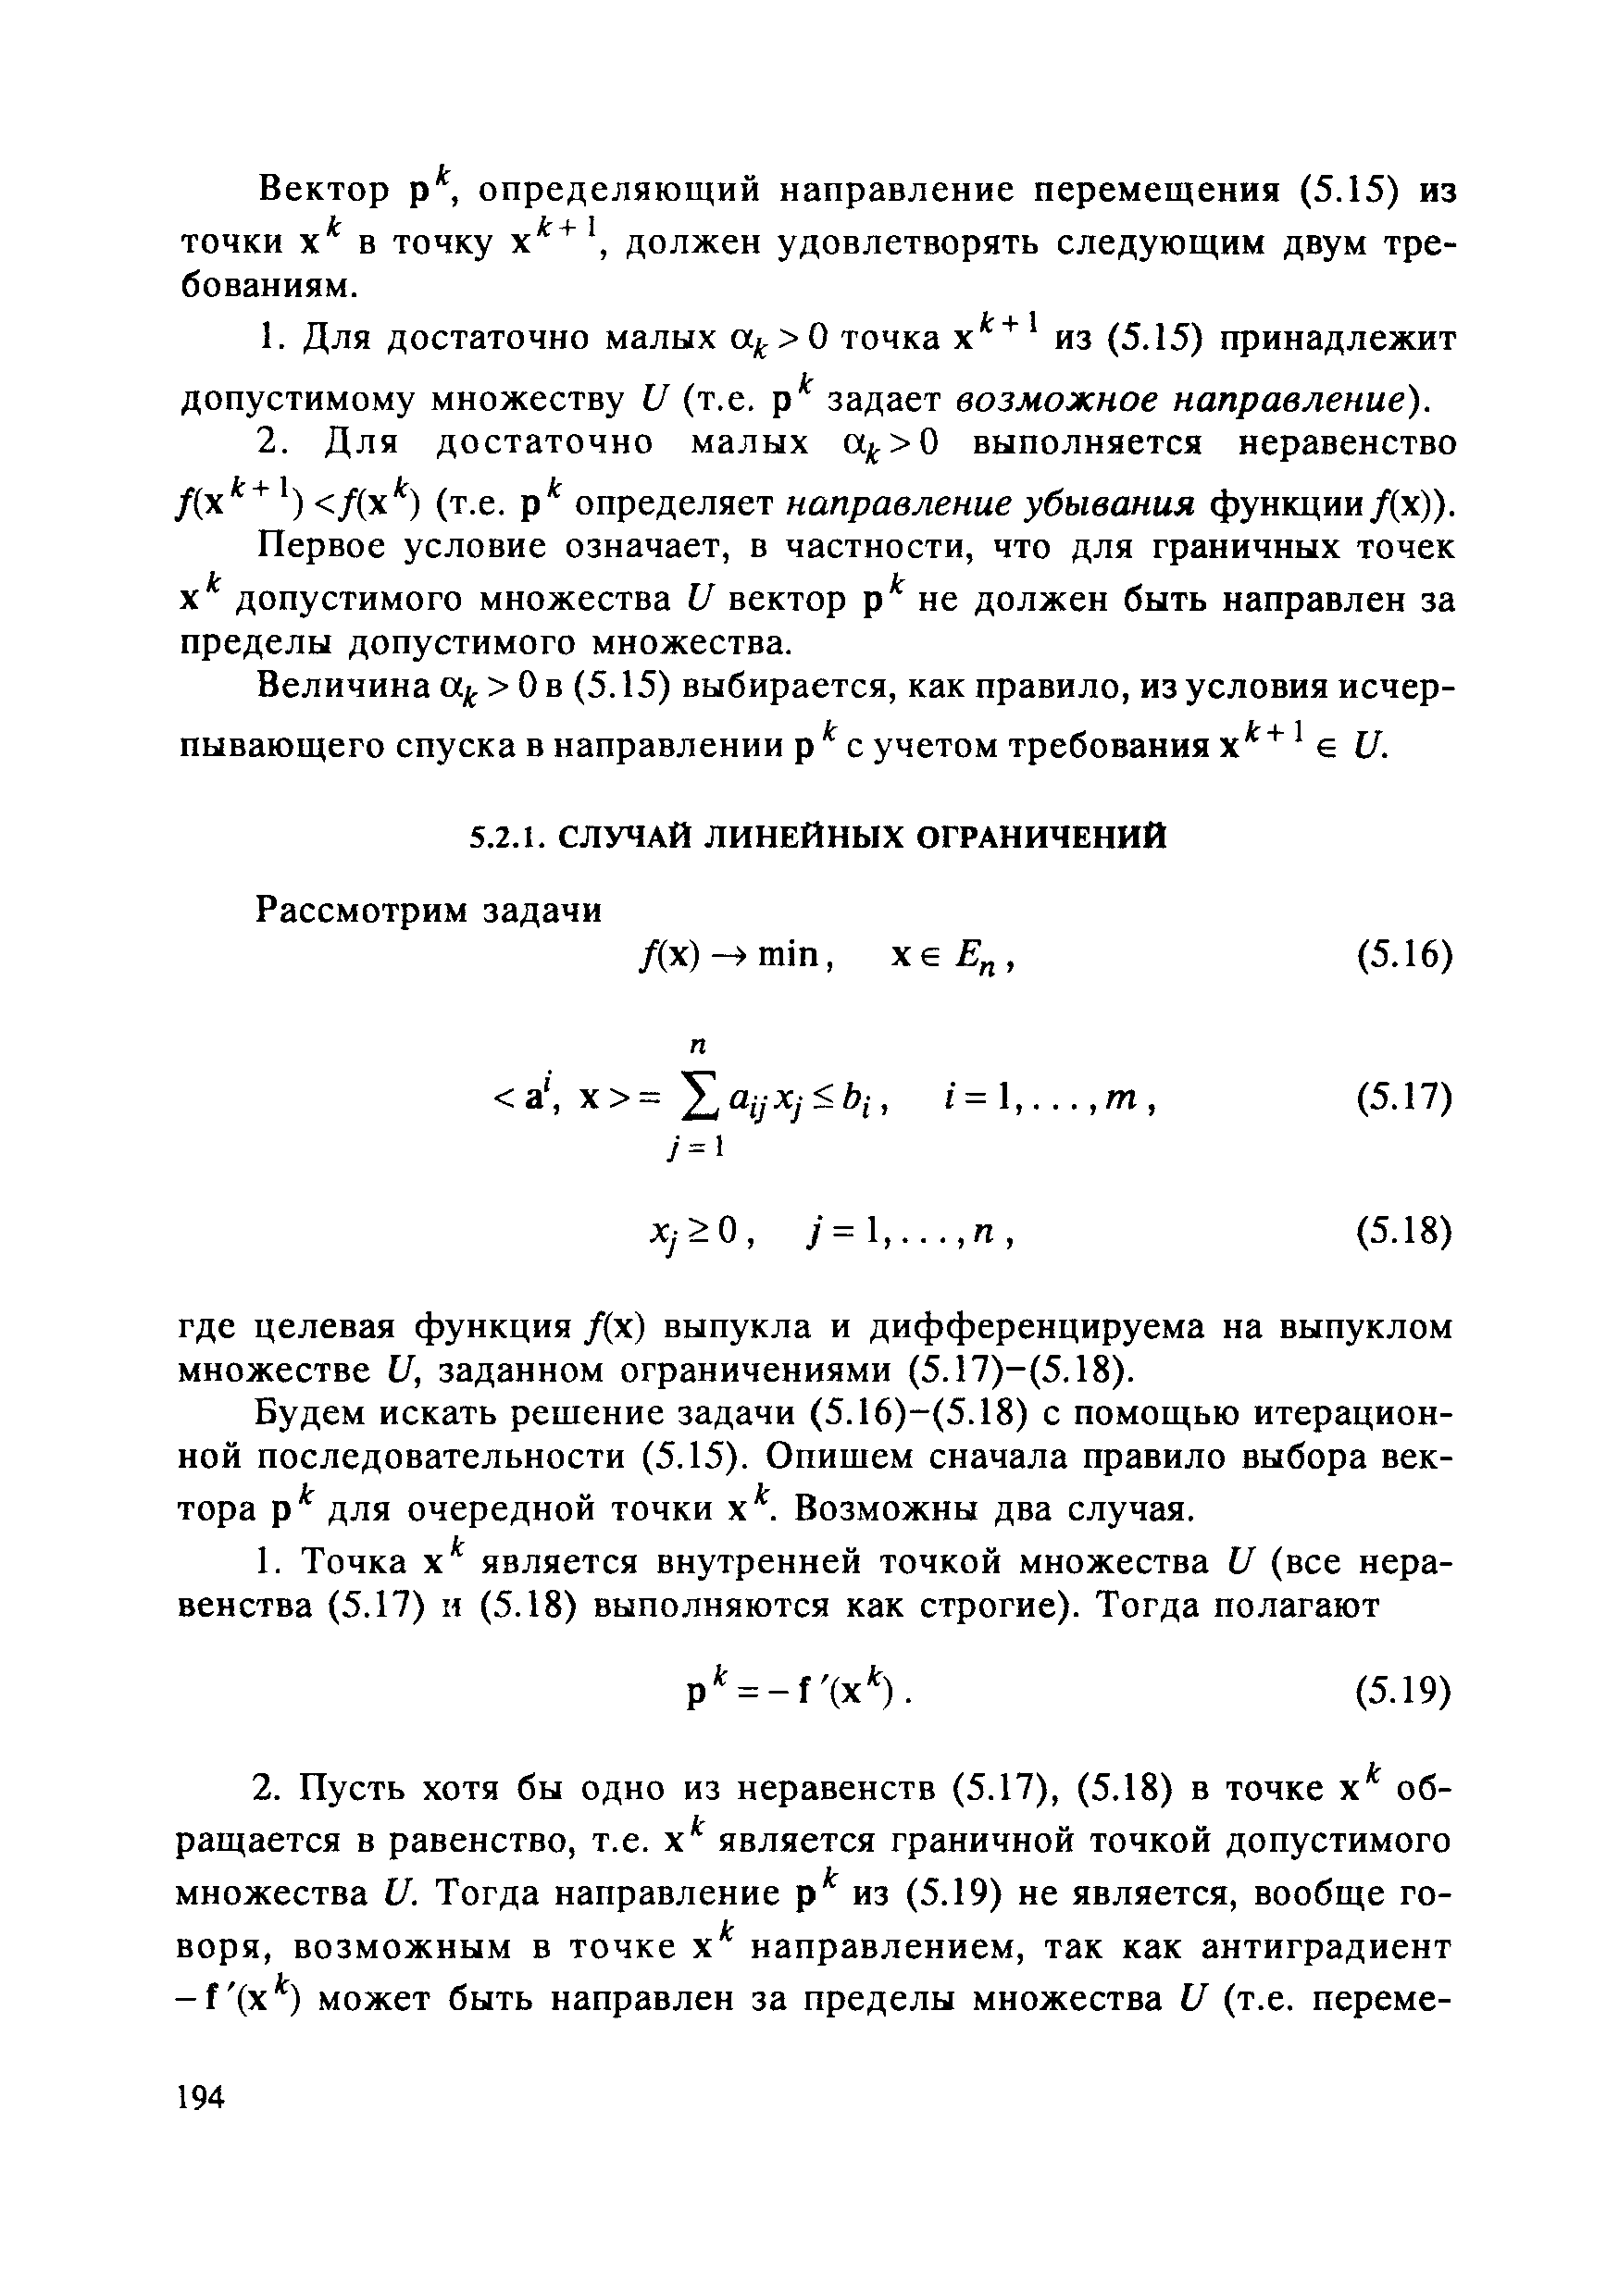 Вектор p^k, определяющий направление перемещения (5.15) из
точки x^k в точку x^{k+1}, должен удовлетворять следующим двум тре-
бованиям.
1. Для достаточно малых α_k > 0 точка x^{k+1} из (5.15) принадлежит
допустимому множеству U (т.е. p^k задает возможное направление).
2. Для достаточно малых α_k > 0 выполняется неравенство
f(x^{k+1}) < f(x^k) (т.е. p^k определяет направление убывания функции f(x)).
Первое условие означает, в частности, что для граничных точек
x^k допустимого множества U вектор p^k не должен быть направлен за
пределы допустимого множества.
Величина α_k > 0 в (5.15) выбирается, как правило, из условия исчер-
пывающего спуска в направлении p^k с учетом требования x^{k+1} ∈ U.
5.2.1. СЛУЧАЙ ЛИНЕЙНЫХ ОГРАНИЧЕНИЙ
Рассмотрим задачи
f(x) → min, x ∈ E_n, (5.16)
n
< a^i, x > = ∑ a_{ij} x_j ≤ b_i, i = 1,...,m, (5.17)
j = 1
x_j ≥ 0, j = 1,...,n, (5.18)
где целевая функция f(x) выпукла и дифференцируема на выпуклом
множестве U, заданном ограничениями (5.17)–(5.18).
Будем искать решение задачи (5.16)–(5.18) с помощью итерацион-
ной последовательности (5.15). Опишем сначала правило выбора век-
тора p^k для очередной точки x^k. Возможны два случая.
1. Точка x^k является внутренней точкой множества U (все нера-
венства (5.17) и (5.18) выполняются как строгие). Тогда полагают
p^k = – f ′(x^k). (5.19)
2. Пусть хотя бы одно из неравенств (5.17), (5.18) в точке x^k об-
ращается в равенство, т.е. x^k является граничной точкой допустимого
множества U. Тогда направление p^k из (5.19) не является, вообще го-
воря, возможным в точке x^k направлением, так как антиградиент
– f ′(x^k) может быть направлен за пределы множества U (т.е. переме-
194